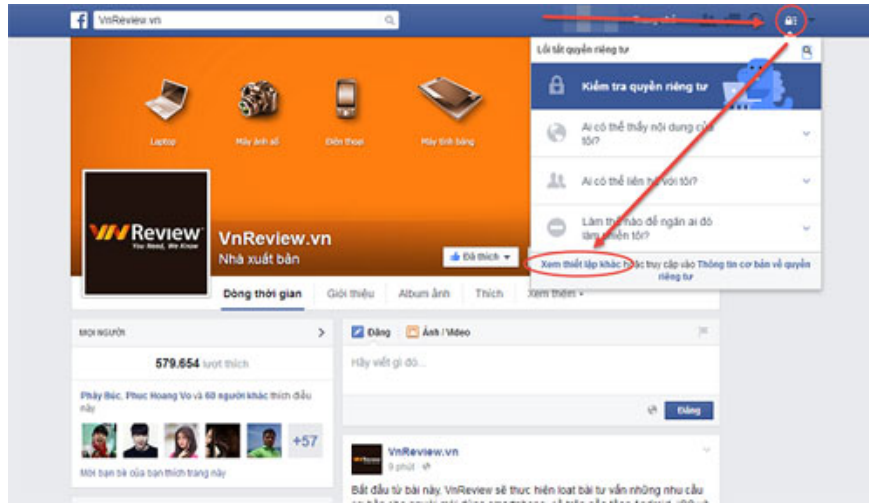 VnReview.vn
Trang chủ
Lối tắt quyền riêng tư
Kiểm tra quyền riêng tư
Ai có thể thấy nội dung của
tôi?
Ai có thể liên hệ với tôi?
Làm thế nào để ngăn ai đó
làm phiền tôi?
Xem thiết lập khác hoặc truy cập vào Thông tin cơ bản về quyền
riêng tư
Laptop
Máy ảnh số
Điện thoại
Máy tính bảng
VNReview
You Need, We Know
VnReview.vn
Nhà xuất bản
Đã thích
Dòng thời gian
Giới thiệu
Album ảnh
Thích
Xem thêm
MỌI NGƯỜI
579.654 lượt thích
Phây Búc, Phuc Hoang Vo và 60 người khác thích điều
này
+57
Mời bạn bè của bạn thích trang này
Đăng
Ảnh / Video
Hãy viết gì đó...
Đăng
VnReview.vn
9 phút
Bắt đầu từ bài này, VnReview sẽ thực hiện loạt bài tư vấn những nhu cầu